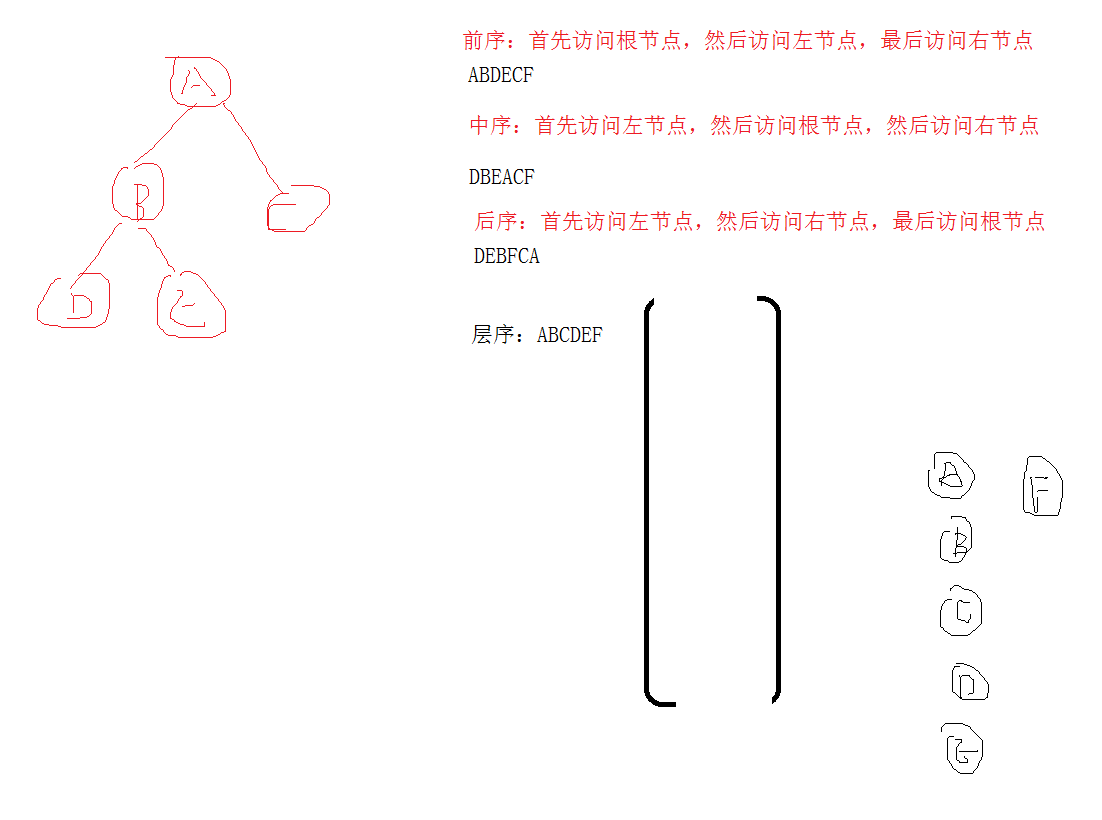 前序：首先访问根节点，然后访问左节点，最后访问右节点
ABDECF
中序：首先访问左节点，然后访问根节点，然后访问右节点
DBEACF
后序：首先访问左节点，然后访问右节点，最后访问根节点
DEBFCA
层序：ABCDEF
A
B
C
D
E
A
F
B
C
D
E